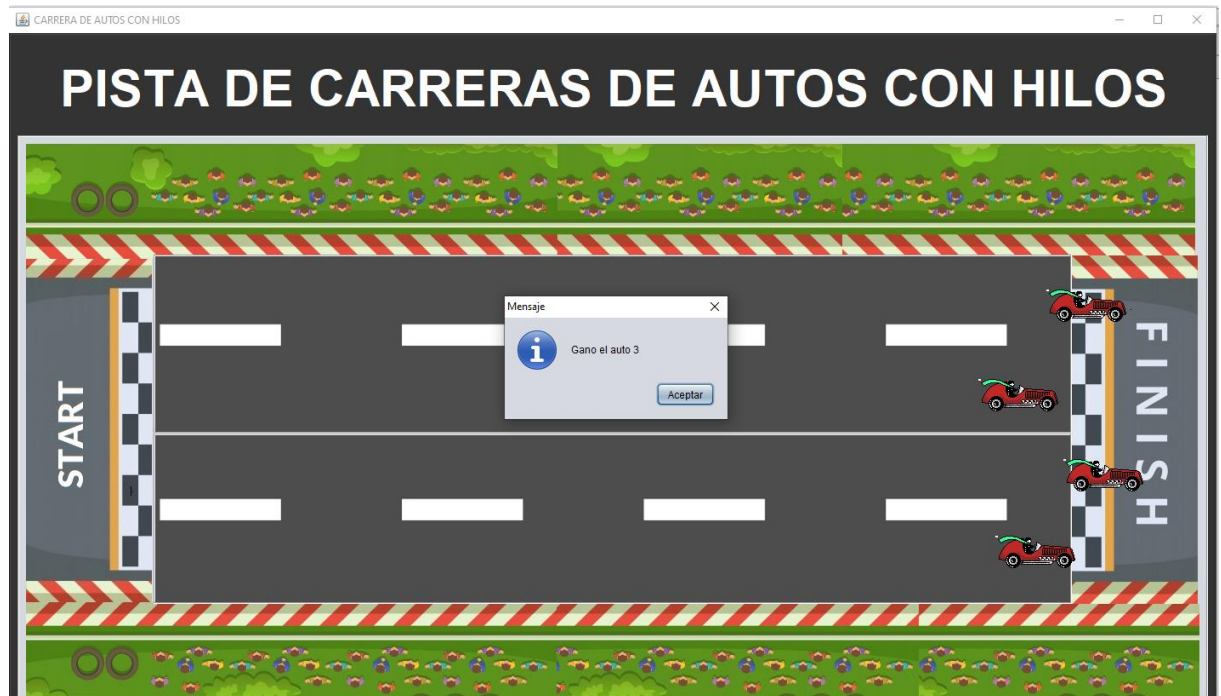 CARRERA DE AUTOS CON HILOS
PISTA DE CARRERAS DE AUTOS CON HILOS
Mensaje
Gano el auto 3
Aceptar
START
FINISH